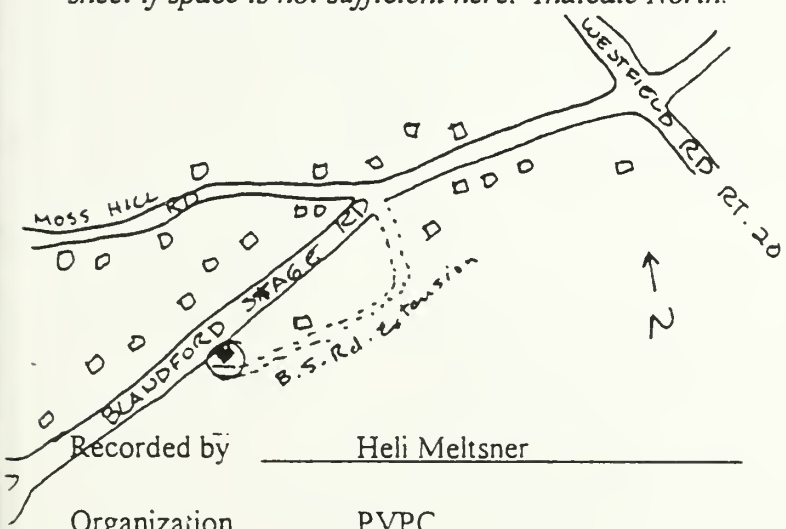 sheet if space is not sufficient here. Indicate North.
WESTFIELD RD RT. 20
MOSS HILL RD
BLANDFORD STAGE RD
B.S. Rd. extension
N
Recorded by Heli Meltsner
Organization PVPC